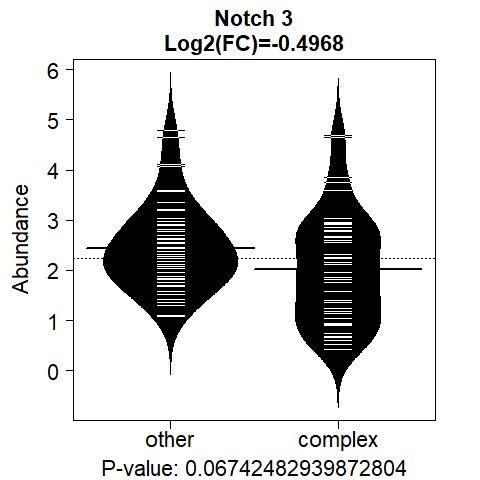 Notch 3
Log2(FC)=-0.4968
6
5
4
3
2
1
0
Abundance
other complex
P-value: 0.06742482939872804